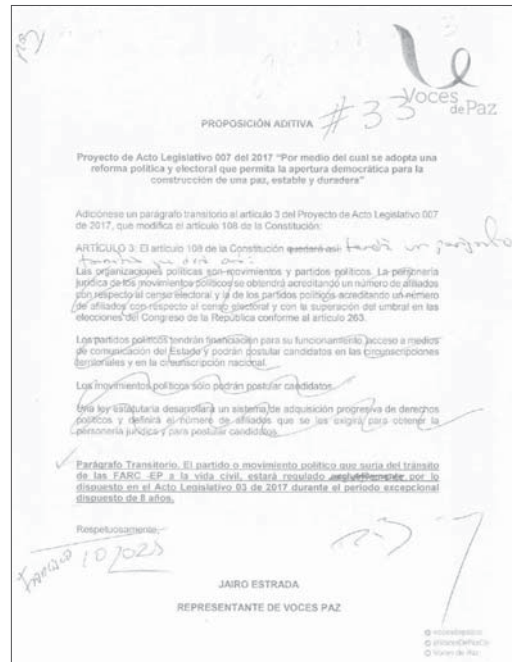 Voces
de Paz
#33
PROPOSICIÓN ADITIVA
Proyecto de Acto Legislativo 007 del 2017 "Por medio del cual se adopta una
reforma política y electoral que permita la apertura democrática para la
construcción de una paz, estable y duradera"
Adiciónese un parágrafo transitorio al artículo 3 del Proyecto de Acto Legislativo 007
de 2017, que modifica el artículo 108 de la Constitución:
ARTÍCULO 3: El artículo 108 de la Constitución quedará así: tendrá un parágrafo
transitorio que dirá así:
Las organizaciones políticas son movimientos y partidos políticos. La personería
jurídica de los movimientos políticos se obtendrá acreditando un número de afiliados
con respecto al censo electoral y la de los partidos políticos acreditando un número
de afiliados con respecto al censo electoral y con la superación del umbral en las
elecciones del Congreso de la República conforme al artículo 263.
Los partidos políticos tendrán financiación para su funcionamiento, acceso a medios
de comunicación del Estado y podrán postular candidatos en las circunscripciones
territoriales y en la circunscripción nacional.
Los movimientos políticos solo podrán postular candidatos.
Una ley estatutaria desarrollará un sistema de adquisición progresiva de derechos
políticos y definirá el número de afiliados que se les exigirá para obtener la
personería jurídica y para postular candidatos.
Parágrafo Transitorio. El partido o movimiento político que surja del tránsito
de las FARC -EP a la vida civil, estará regulado por lo
dispuesto en el Acto Legislativo 03 de 2017 durante el período excepcional
dispuesto de 8 años.
Respetuosamente,
JAIRO ESTRADA
REPRESENTANTE DE VOCES PAZ
Voces de Paz